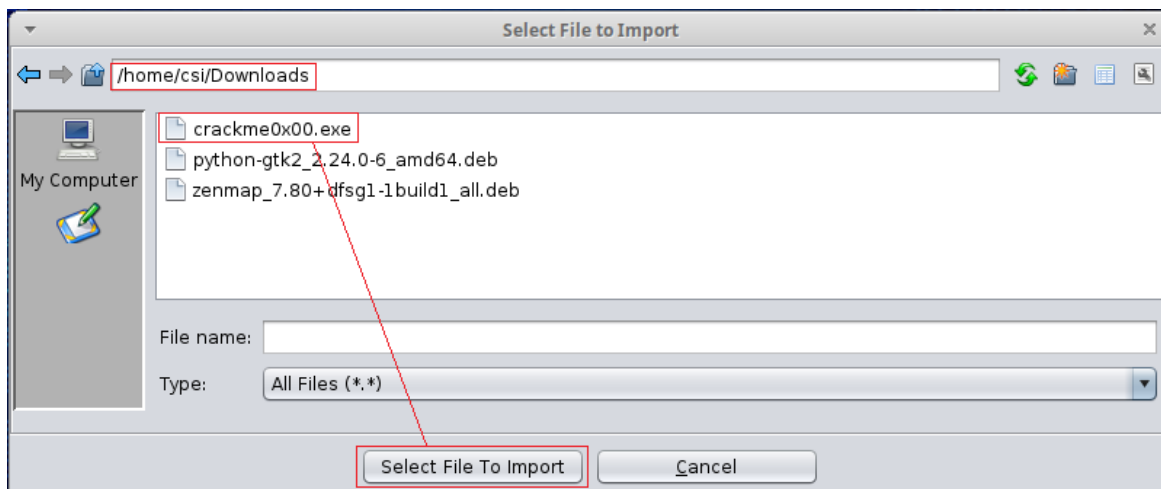 Select File to Import
/home/csi/Downloads
My Computer
crackme0x00.exe
python-gtk2_2.24.0-6_amd64.deb
zenmap_7.80+dfsg1-1build1_all.deb
File name:
Type: All Files (*.*)
Select File To Import Cancel